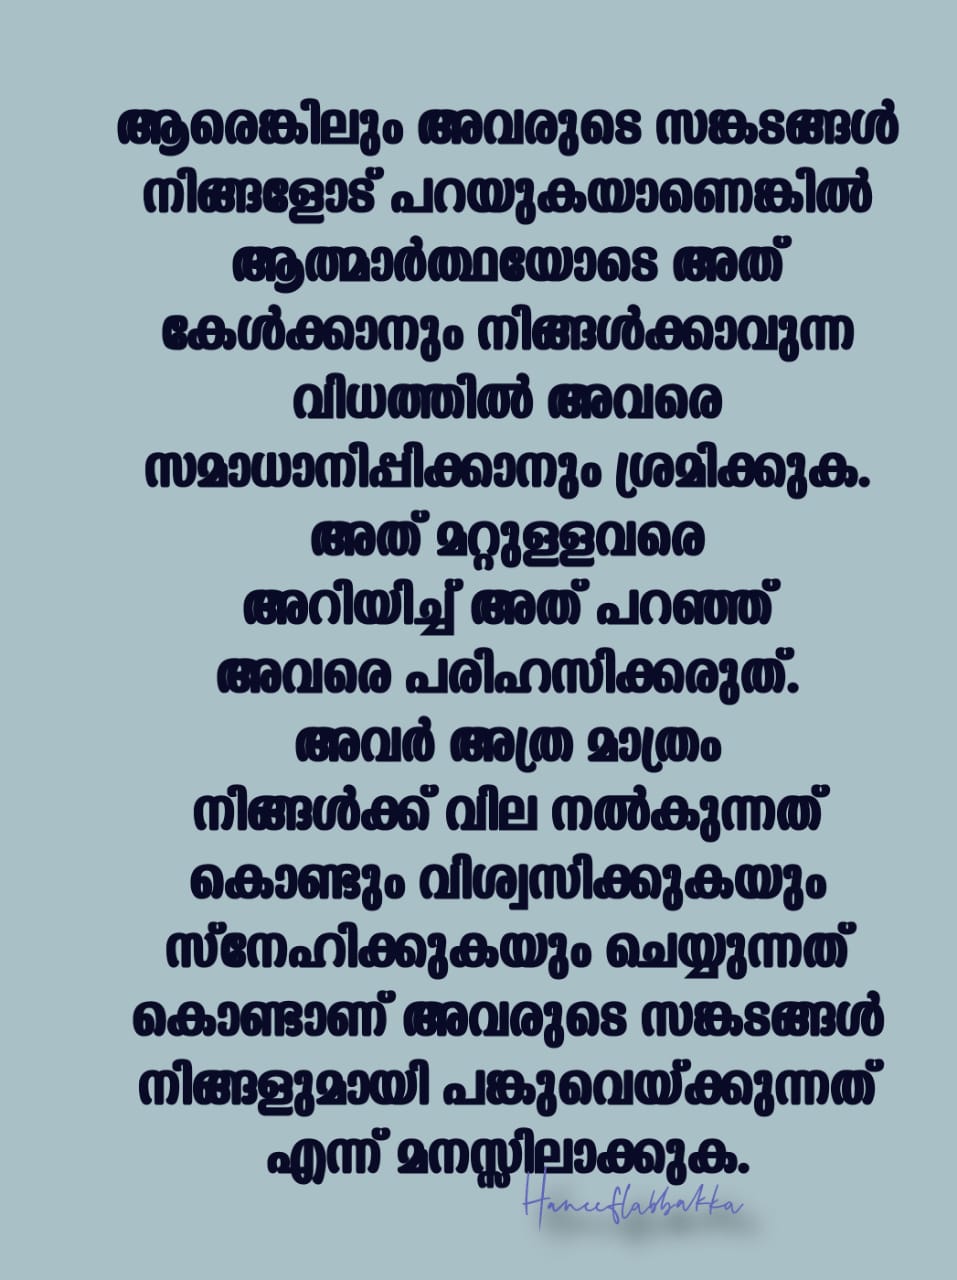 ആരെങ്കിലും അവരുടെ സങ്കടങ്ങൾ
നിങ്ങളോട് പറയുകയാണെങ്കിൽ
ആത്മാർത്ഥയോടെ അത്
കേൾക്കാനും നിങ്ങൾക്കാവുന്ന
വിധത്തിൽ അവരെ
സമാധാനിപ്പിക്കാനും ശ്രമിക്കുക.
അത് മറ്റുള്ളവരെ
അറിയിച്ച് അത് പറഞ്ഞ്
അവരെ പരിഹസിക്കരുത്.
അവർ അത്ര മാത്രം
നിങ്ങൾക്ക് വില നൽകുന്നത്
കൊണ്ടും വിശ്വസിക്കുകയും
സ്നേഹിക്കുകയും ചെയ്യുന്നത്
കൊണ്ടാണ് അവരുടെ സങ്കടങ്ങൾ
നിങ്ങളുമായി പങ്കുവെയ്ക്കുന്നത്
എന്ന് മനസ്സിലാക്കുക.
Haneeflabbakka